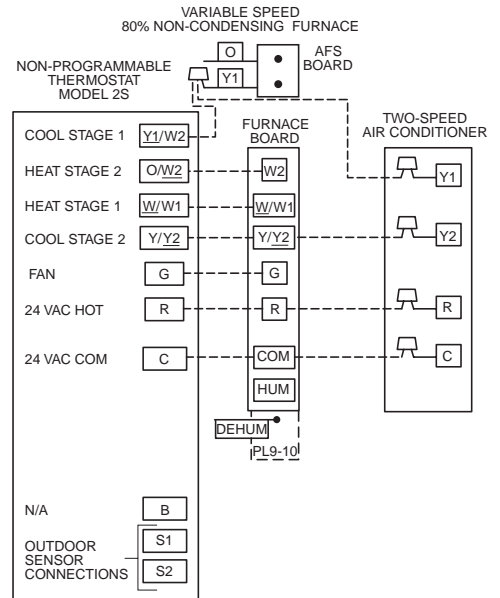 VARIABLE SPEED
80% NON-CONDENSING FURNACE
O
Y1
AFS
BOARD
NON-PROGRAMMABLE
THERMOSTAT
MODEL 2S
FURNACE
BOARD
TWO-SPEED
AIR CONDITIONER
COOL STAGE 1 Y1/W2 Y1
HEAT STAGE 2 O/W2 W2
HEAT STAGE 1 W/W1 W/W1
COOL STAGE 2 Y/Y2 Y/Y2 Y2
FAN G G
24 VAC HOT R R R
24 VAC COM C COM C
HUM
DEHUM
PL9-10
N/A B
OUTDOOR
SENSOR
CONNECTIONS
S1
S2